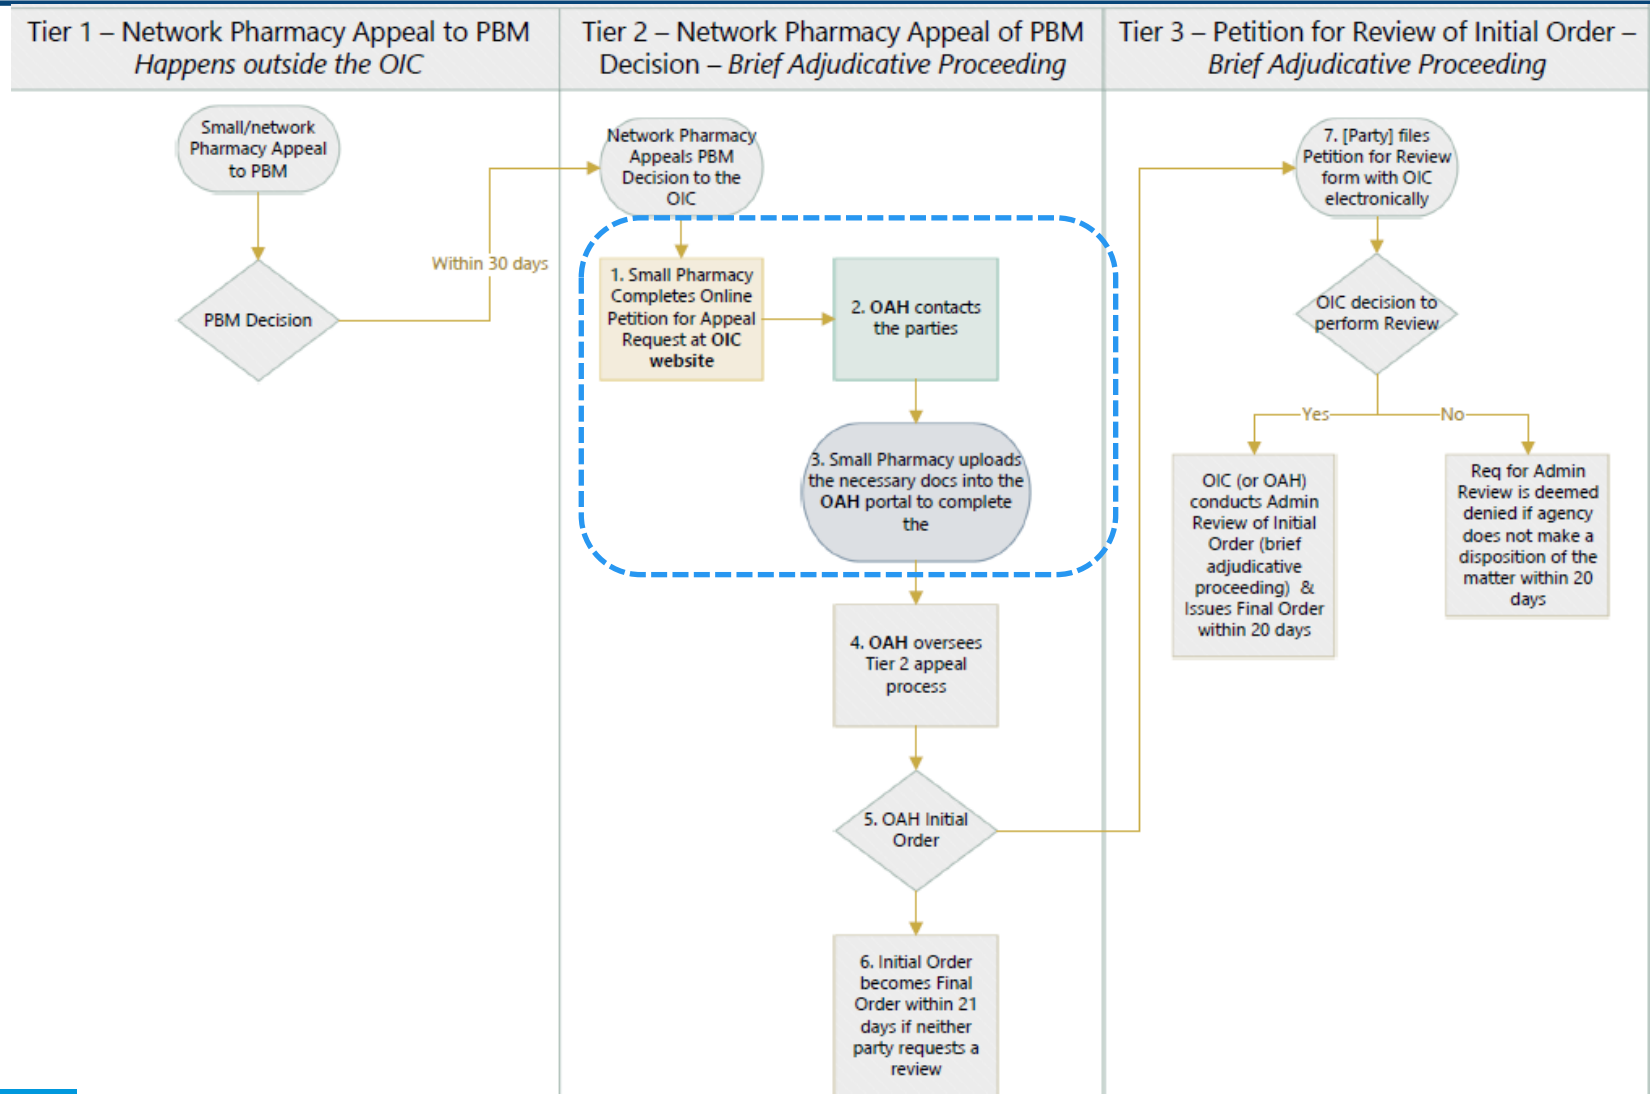 Tier 1 – Network Pharmacy Appeal to PBM
Happens outside the OIC
Tier 2 – Network Pharmacy Appeal of PBM
Decision – Brief Adjudicative Proceeding
Tier 3 – Petition for Review of Initial Order –
Brief Adjudicative Proceeding
Small/network
Pharmacy Appeal
to PBM
PBM Decision
Within 30 days
Network Pharmacy
Appeals PBM
Decision to the
OIC
1. Small Pharmacy
Completes Online
Petition for Appeal
Request at OIC
website
2. OAH contacts
the parties
3. Small Pharmacy uploads
the necessary docs into the
OAH portal to complete
the
4. OAH oversees
Tier 2 appeal
process
5. OAH Initial
Order
6. Initial Order
becomes Final
Order within 21
days if neither
party requests a
review
7. [Party] files
Petition for Review
form with OIC
electronically
OIC decision to
perform Review
Yes
No
OIC (or OAH)
conducts Admin
Review of Initial
Order (brief
adjudicative
proceeding) &
Issues Final Order
within 20 days
Req for Admin
Review is deemed
denied if agency
does not make a
disposition of the
matter within 20
days